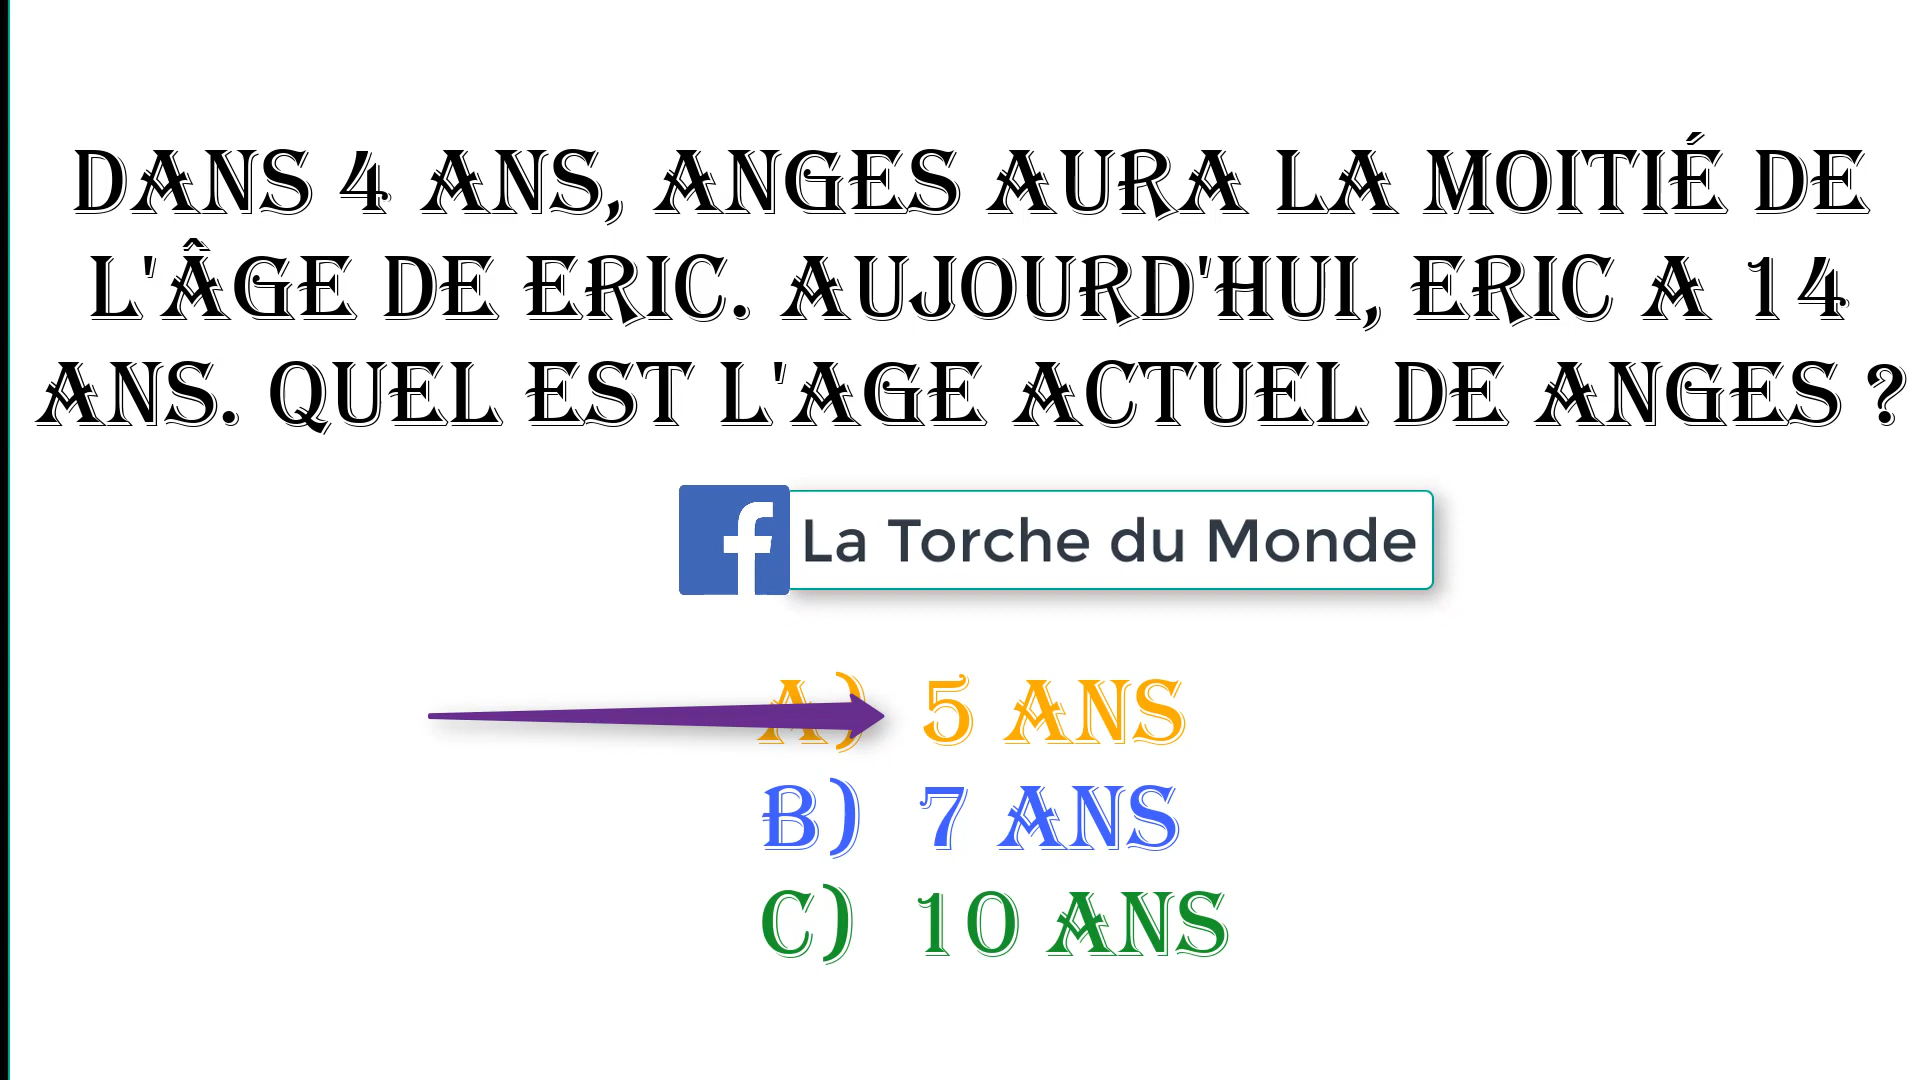 DANS 4 ANS, ANGES AURA LA MOITIÉ DE
L'ÂGE DE ERIC. AUJOURD'HUI, ERIC A 14
ANS. QUEL EST L'AGE ACTUEL DE ANGES ?
f La Torche du Monde
A) 5 ANS
B) 7 ANS
C) 10 ANS